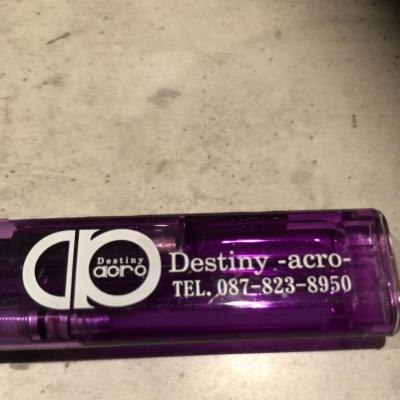 Destiny
acro
Destiny -acro-
TEL. 087-823-8950